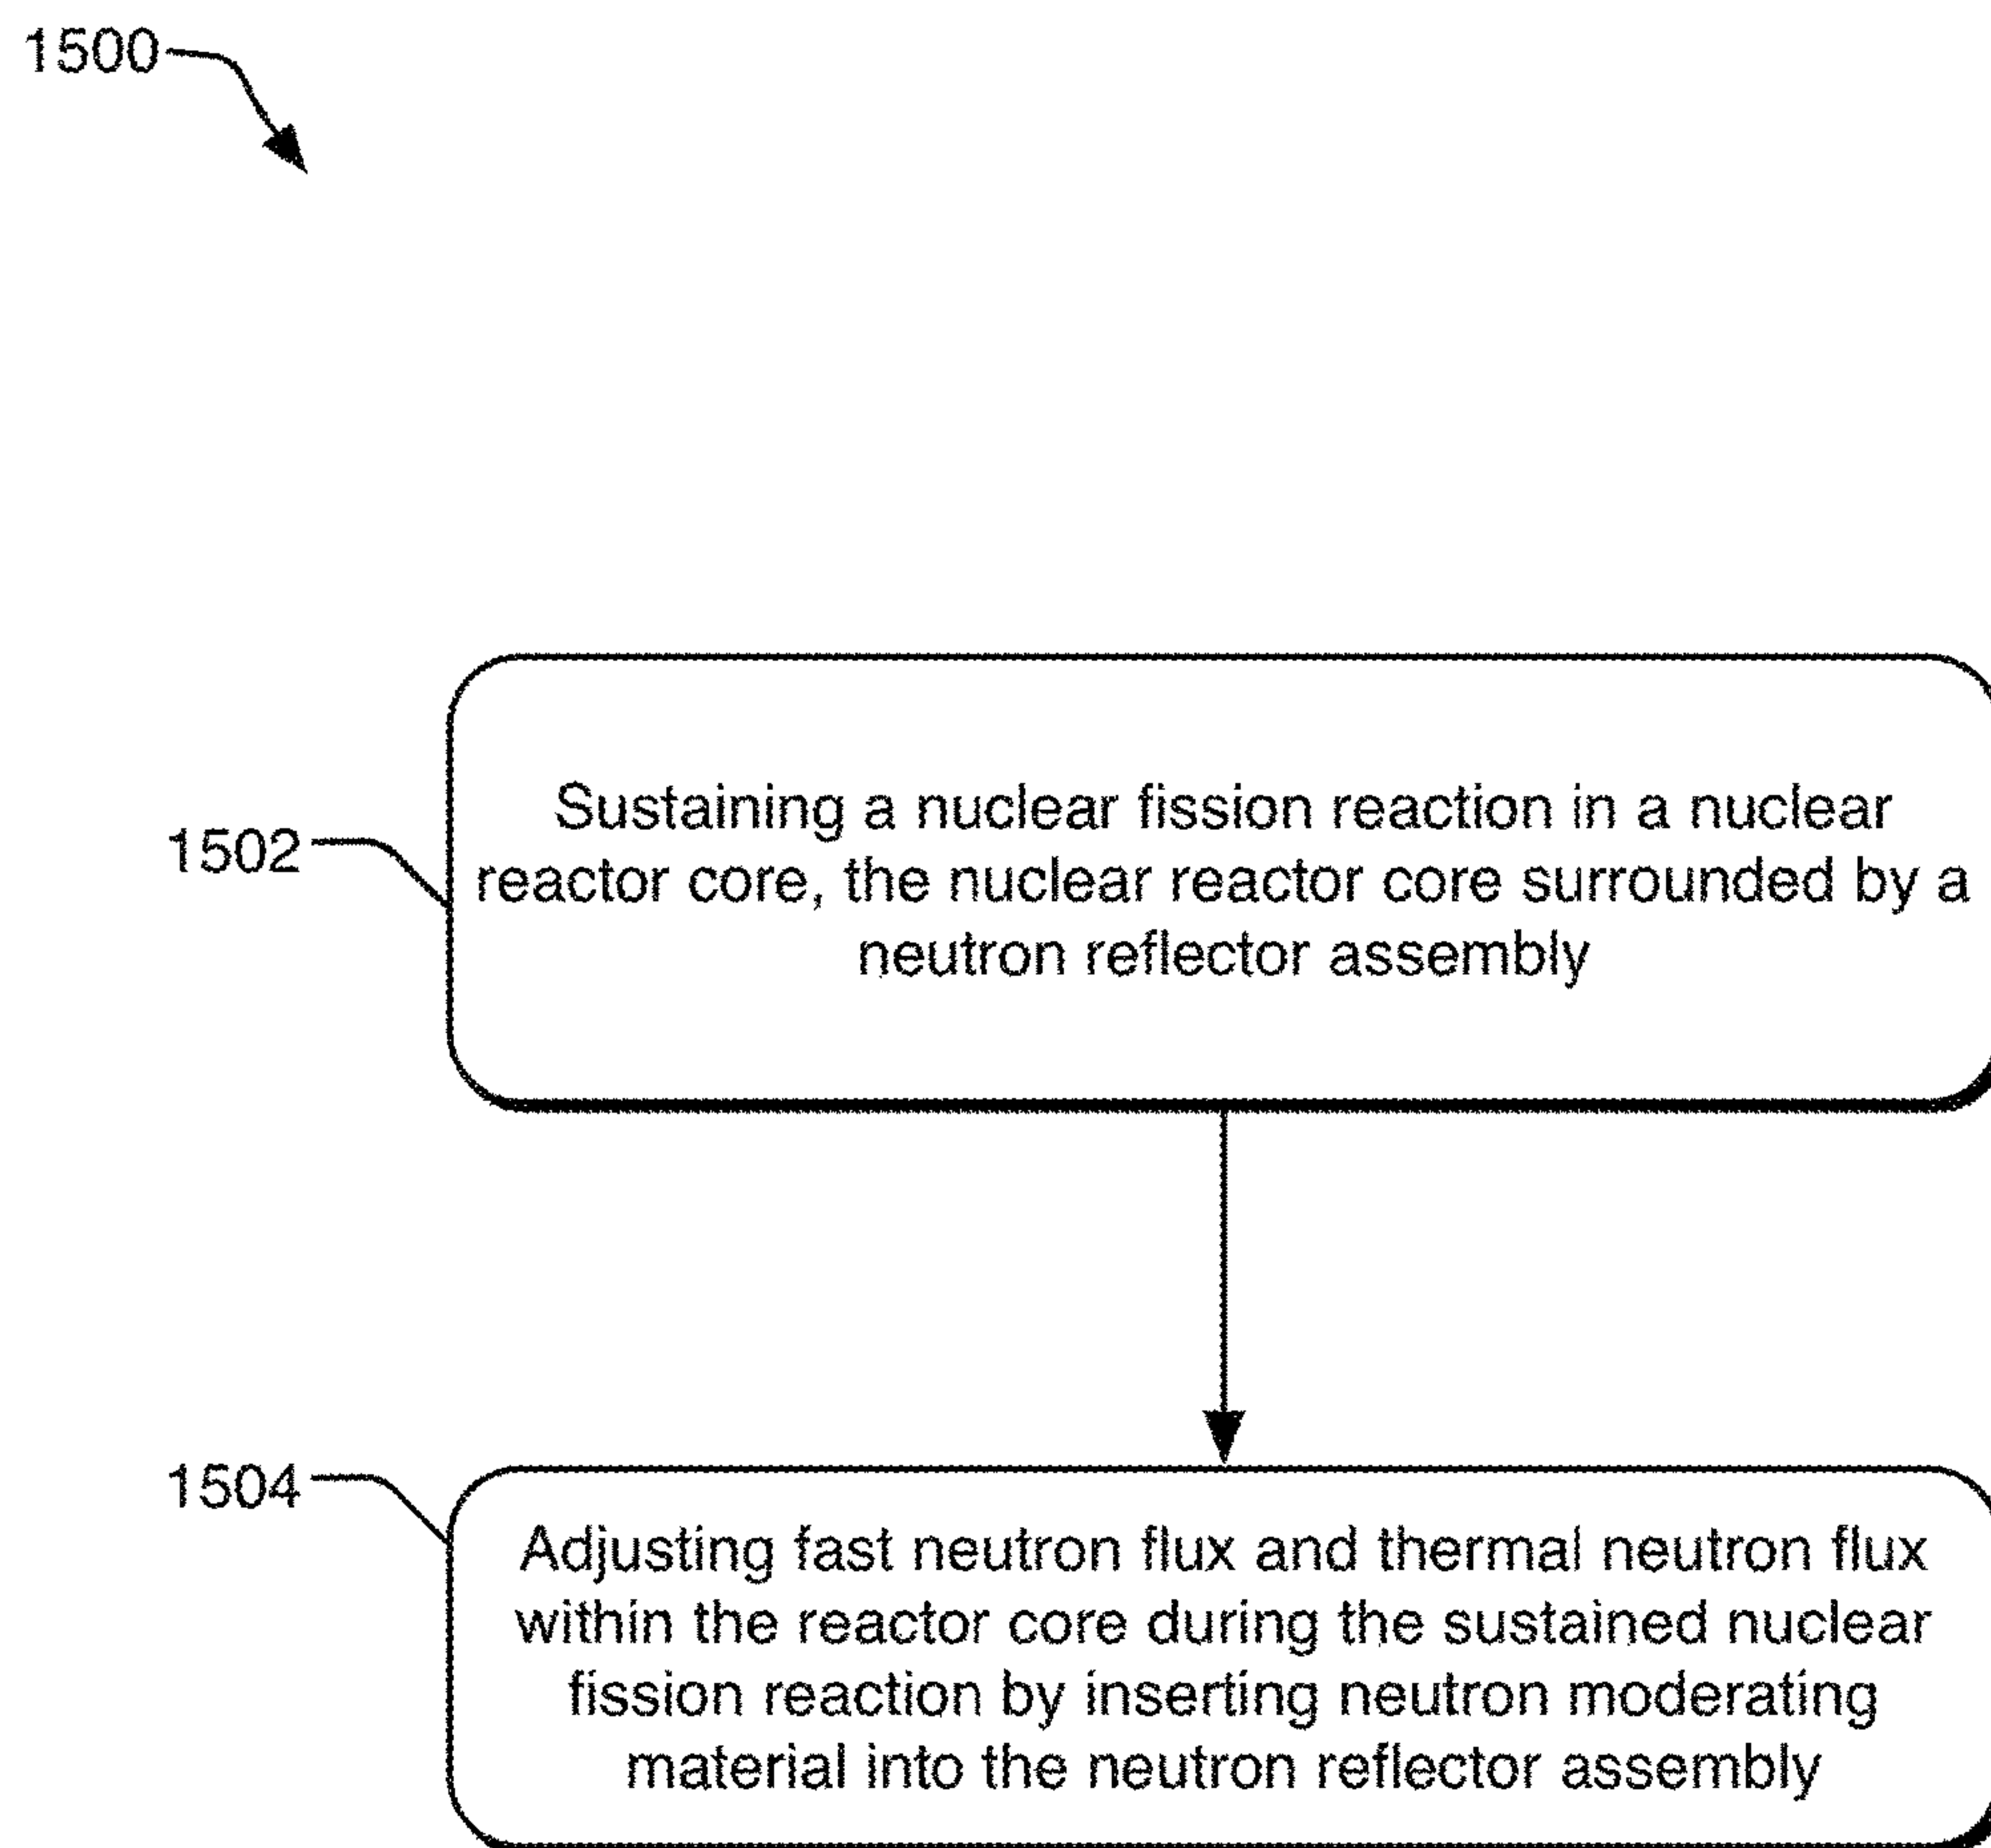 1500
1502
Sustaining a nuclear fission reaction in a nuclear
reactor core, the nuclear reactor core surrounded by a
neutron reflector assembly
1504
Adjusting fast neutron flux and thermal neutron flux
within the reactor core during the sustained nuclear
fission reaction by inserting neutron moderating
material into the neutron reflector assembly